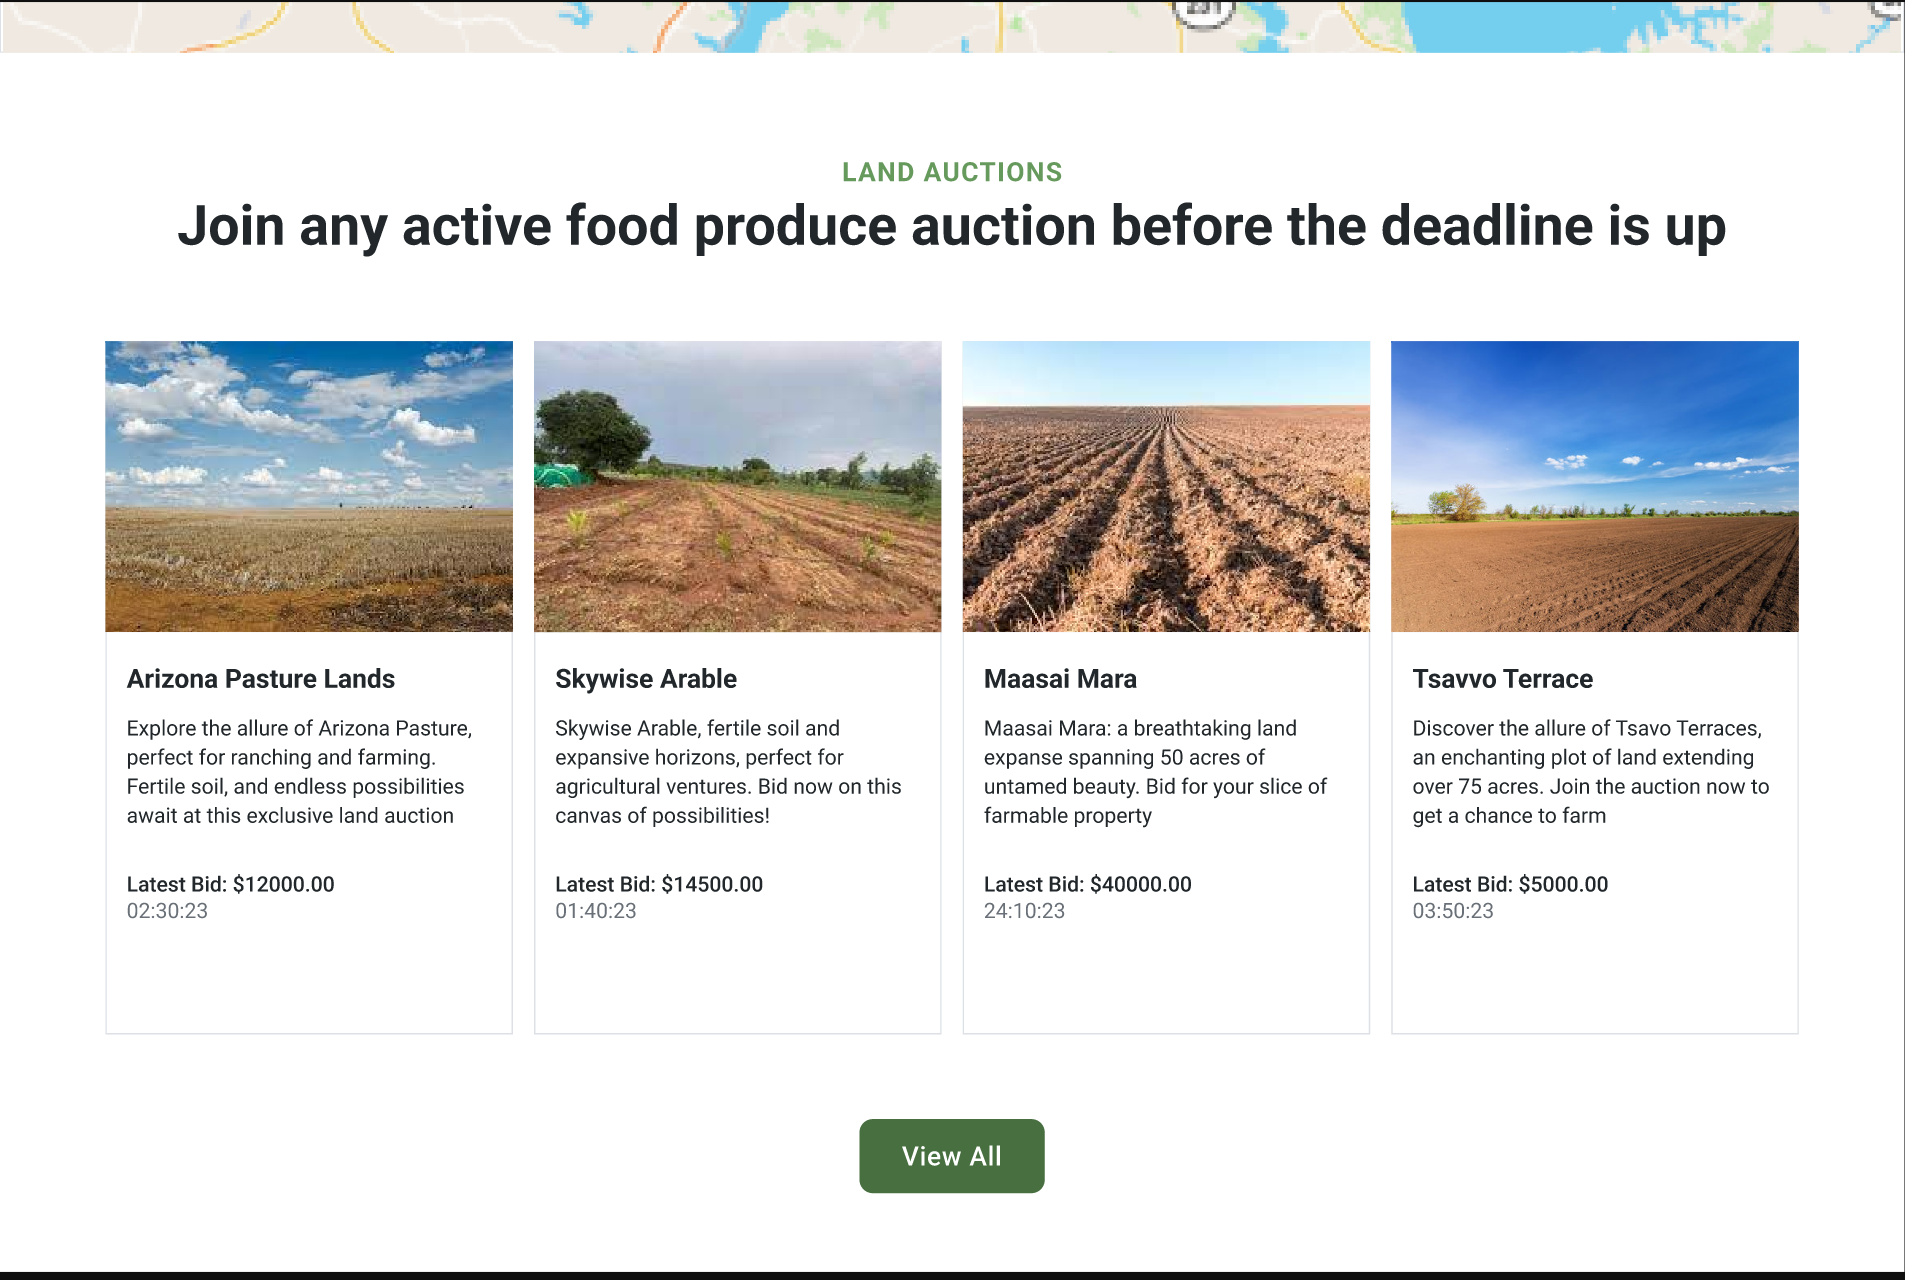 LAND AUCTIONS
Join any active food produce auction before the deadline is up
Arizona Pasture Lands
Explore the allure of Arizona Pasture,
perfect for ranching and farming.
Fertile soil, and endless possibilities
await at this exclusive land auction
Latest Bid: $12000.00
02:30:23
Skywise Arable
Skywise Arable, fertile soil and
expansive horizons, perfect for
agricultural ventures. Bid now on this
canvas of possibilities!
Latest Bid: $14500.00
01:40:23
Maasai Mara
Maasai Mara: a breathtaking land
expanse spanning 50 acres of
untamed beauty. Bid for your slice of
farmable property
Latest Bid: $40000.00
24:10:23
Tsavvo Terrace
Discover the allure of Tsavo Terraces,
an enchanting plot of land extending
over 75 acres. Join the auction now to
get a chance to farm
Latest Bid: $5000.00
03:50:23
View All